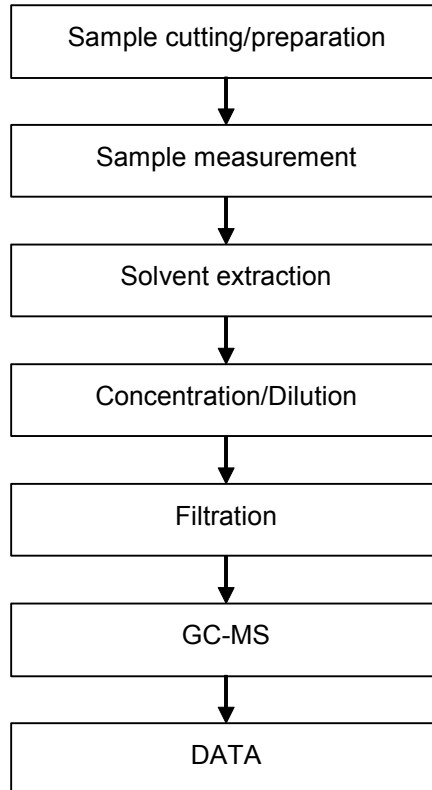 Sample cutting/preparation
Sample measurement
Solvent extraction
Concentration/Dilution
Filtration
GC-MS
DATA